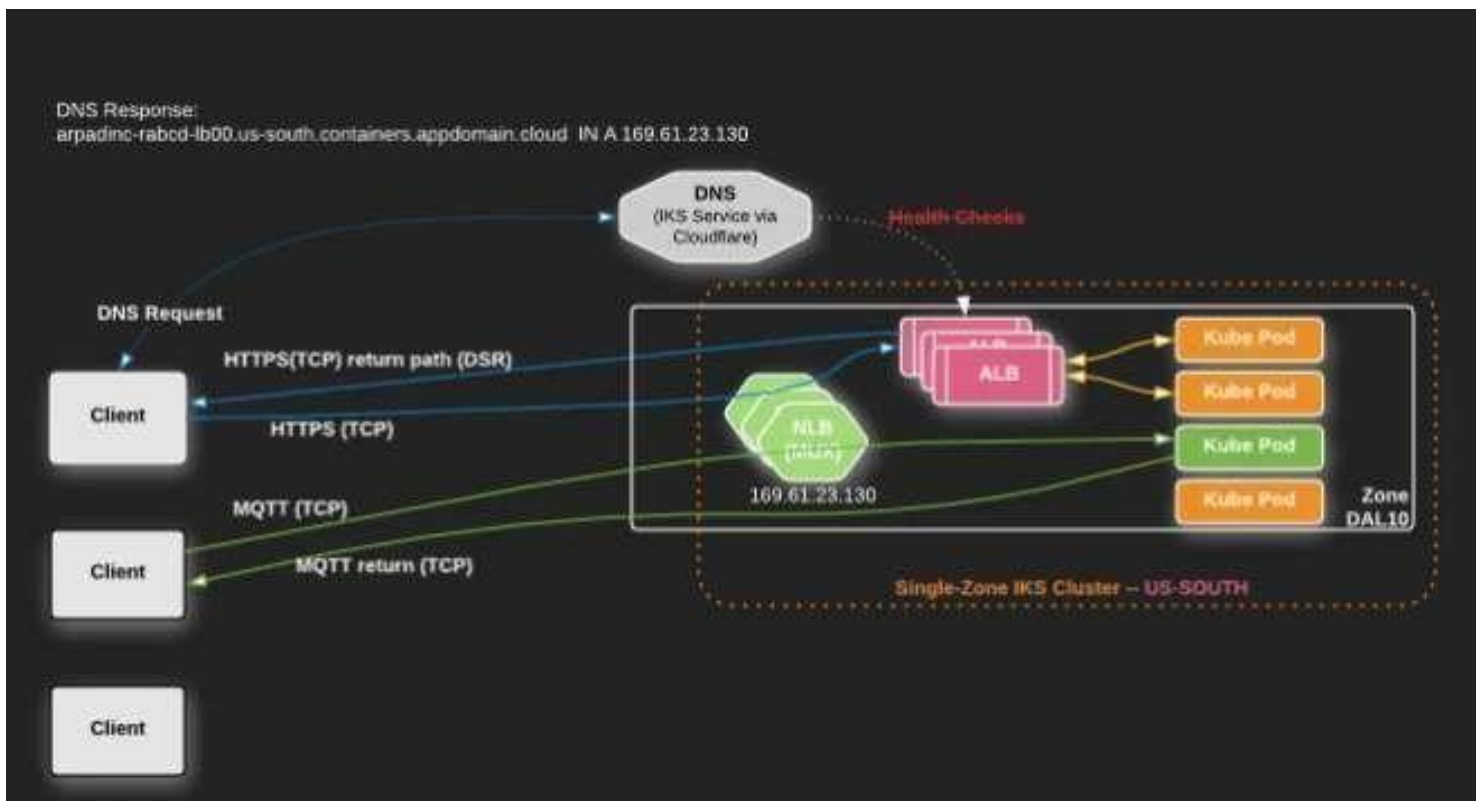 DNS Response:
arpadinc-rabcd-lb00.us-south.containers.appdomain.cloud IN A 169.61.23.130
DNS
(IKS Service via
Cloudflare)
Health Checks
DNS Request
HTTPS(TCP) return path (DSR)
ALB
ALB
Kube Pod
Kube Pod
Kube Pod
Kube Pod
Client
HTTPS (TCP)
NLB
(MUX)
169.61.23.130
Zone
DAL10
MQTT (TCP)
MQTT return (TCP)
Client
Single-Zone IKS Cluster – US-SOUTH
Client